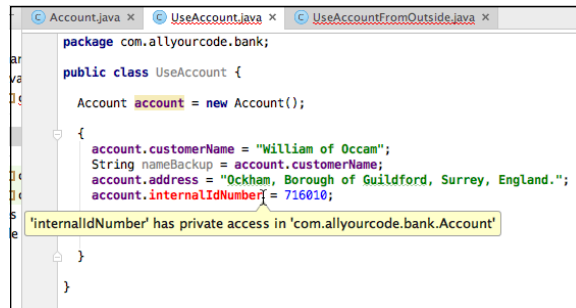 Account.java × UseAccount.java × UseAccountFromOutside.java ×
package com.allyourcode.bank;
public class UseAccount {
Account account = new Account();
{
account.customerName = "William of Occam";
String nameBackup = account.customerName;
account.address = "Ockham, Borough of Guildford, Surrey, England.";
account.internalIdNumber = 716010;
'internalIdNumber' has private access in 'com.allyourcode.bank.Account'
}
}